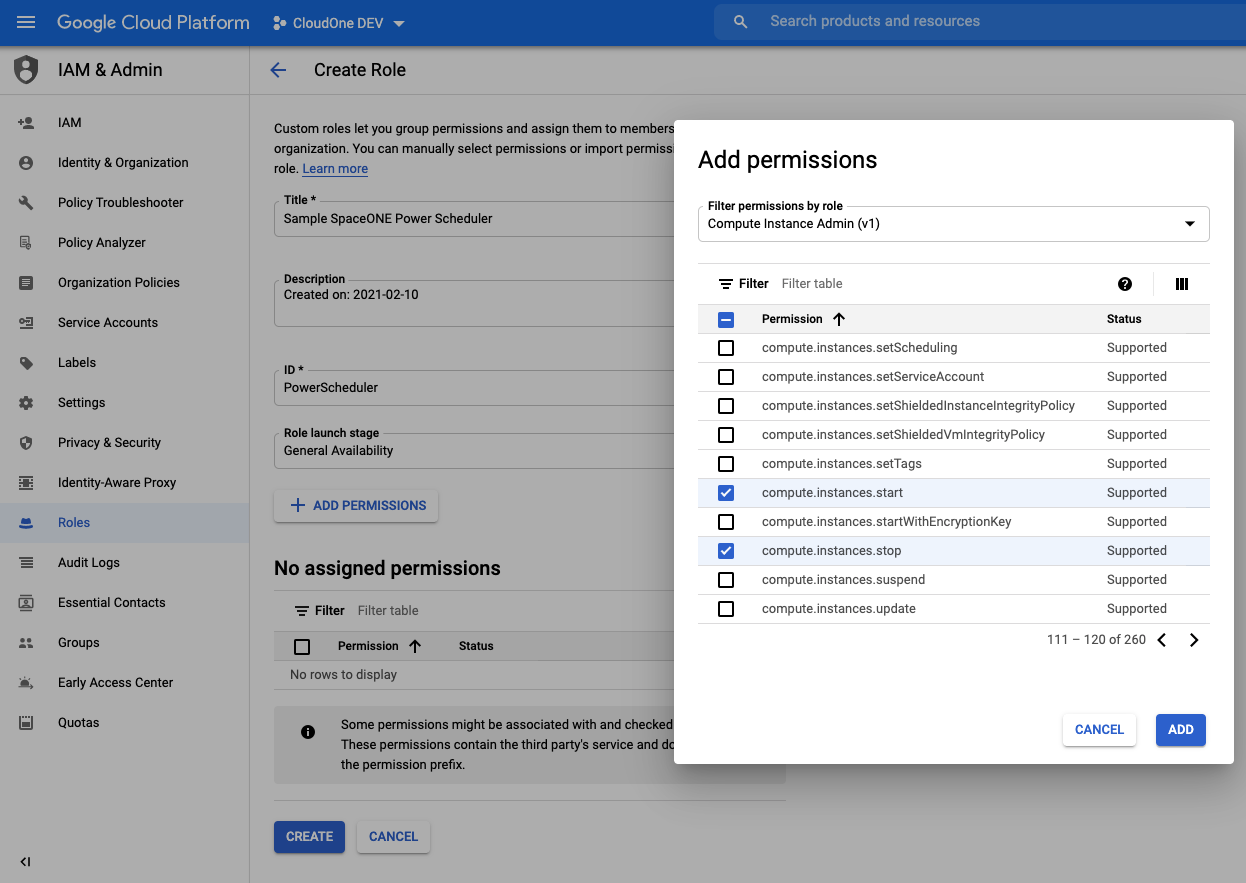 Google Cloud Platform
CloudOne DEV
Search products and resources
IAM & Admin
Create Role
IAM
Identity & Organization
Policy Troubleshooter
Policy Analyzer
Organization Policies
Service Accounts
Labels
Settings
Privacy & Security
Identity-Aware Proxy
Roles
Audit Logs
Essential Contacts
Groups
Early Access Center
Quotas
Custom roles let you group permissions and assign them to members
organization. You can manually select permissions or import
role. Learn more
Title *
Sample SpaceONE Power Scheduler
Description
Created on: 2021-02-10
ID *
PowerScheduler
Role launch stage
General Availability
ADD PERMISSIONS
No assigned permissions
Filter Filter table
Permission Status
No rows to display
Some permissions might be associated with and checked
These permissions contain the third party's service and
the permission prefix.
CREATE CANCEL
Add permissions
Filter permissions by role
Compute Instance Admin (v1)
Filter Filter table
Permission Status
compute.instances.setScheduling Supported
compute.instances.setServiceAccount Supported
compute.instances.setShieldedInstanceIntegrityPolicy Supported
compute.instances.setShieldedVmIntegrityPolicy Supported
compute.instances.setTags Supported
compute.instances.start Supported
compute.instances.startWithEncryptionKey Supported
compute.instances.stop Supported
compute.instances.suspend Supported
compute.instances.update Supported
111 – 120 of 260
CANCEL ADD